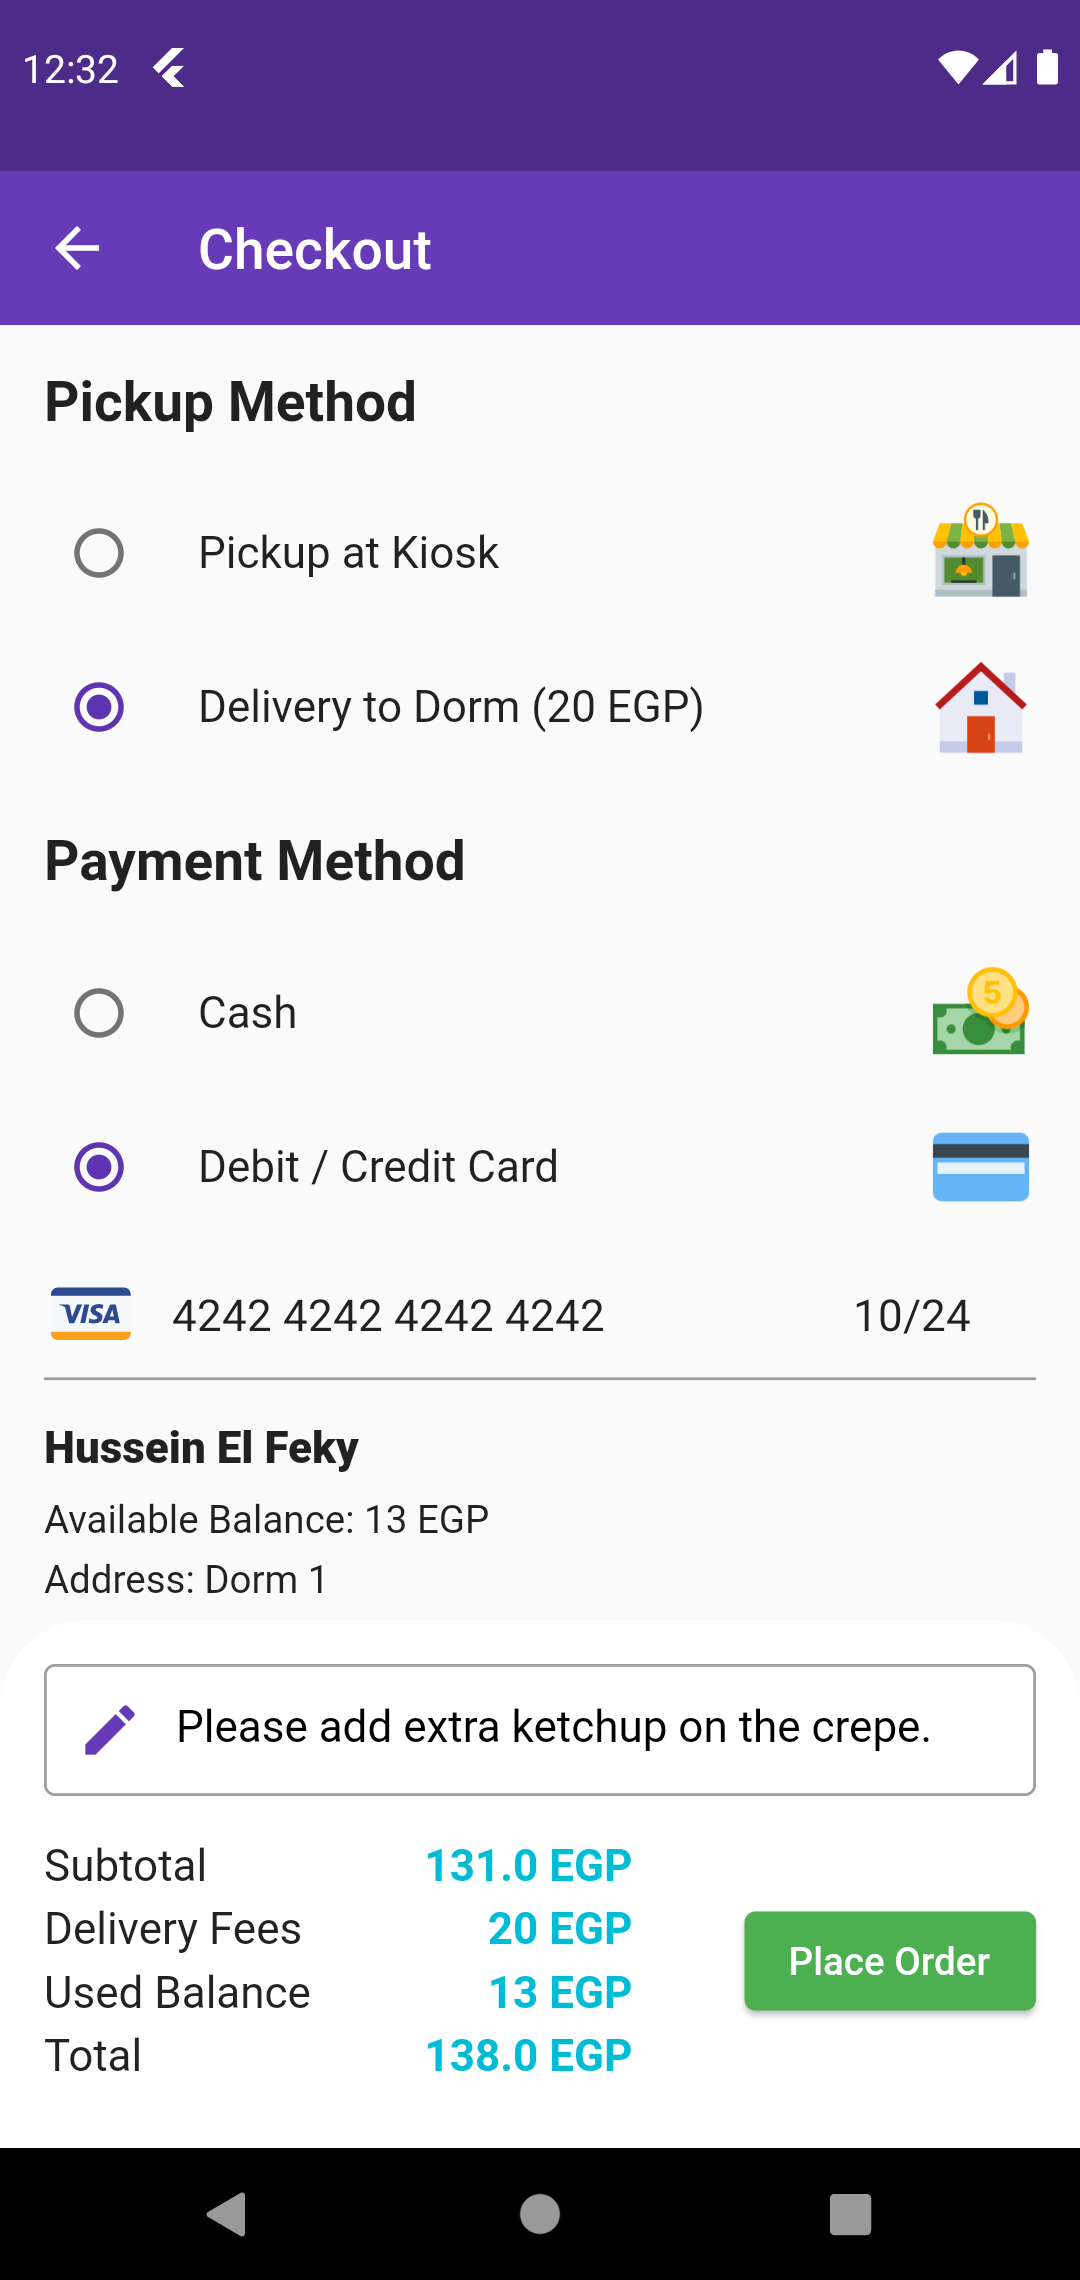 12:32
Checkout
Pickup Method
Pickup at Kiosk
Delivery to Dorm (20 EGP)
Payment Method
Cash
5
Debit / Credit Card
VISA 4242 4242 4242 4242 10/24
Hussein El Feky
Available Balance: 13 EGP
Address: Dorm 1
Please add extra ketchup on the crepe.
Subtotal 131.0 EGP
Delivery Fees 20 EGP
Used Balance 13 EGP
Total 138.0 EGP
Place Order